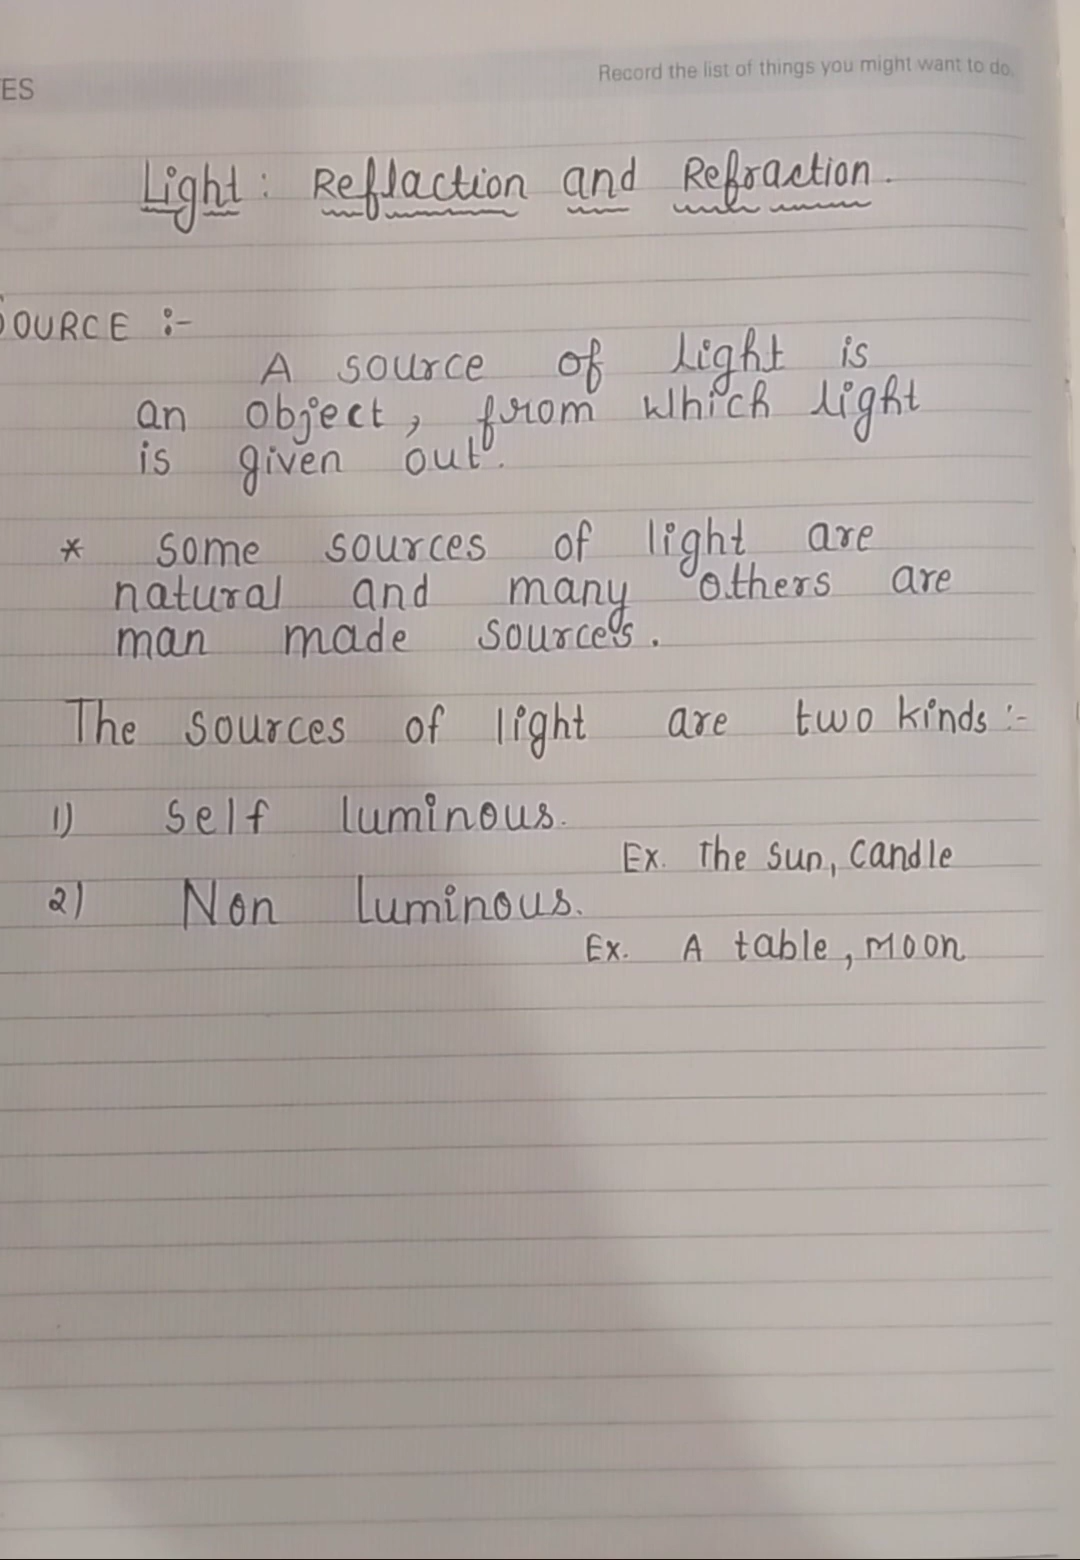 ES
Record the list of things you might want to do.
Light : Reflaction and Refraction.
SOURCE :-
A source of light is
an object, from which light
is given out.
* Some sources of light are
natural and many others are
man made sources.
The sources of light are two kinds :-
1) Self luminous.
Ex. The Sun, Candle
2) Non luminous.
Ex. A table, Moon